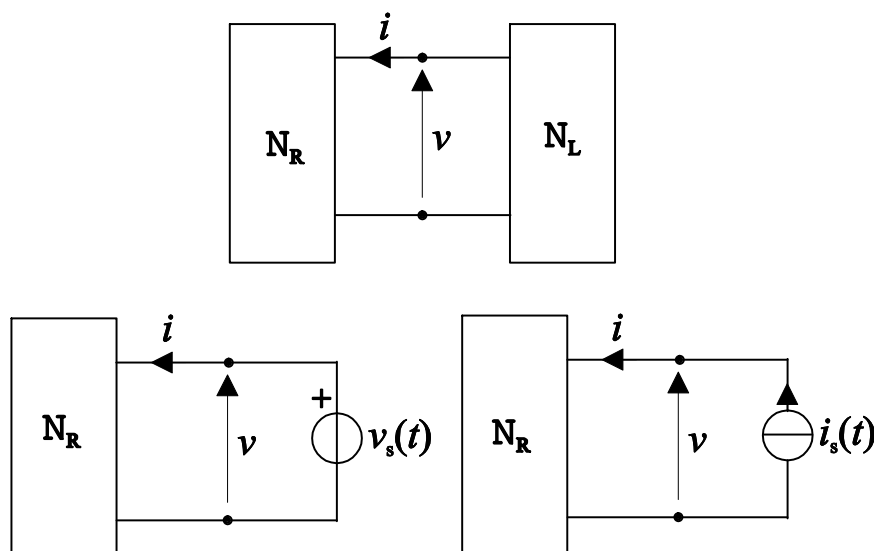 i
N_R v N_L
i i
N_R v + v_s(t) N_R v i_s(t)